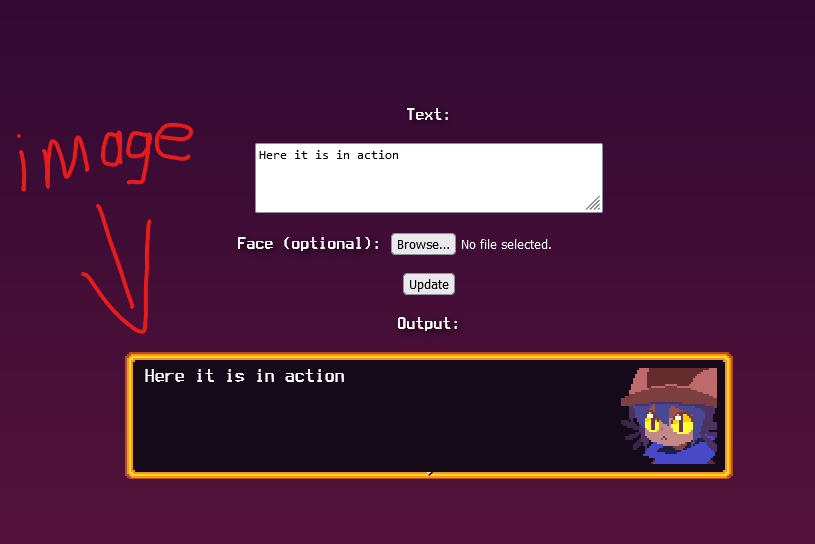 Text:
image
Here it is in action
Face (optional): Browse... No file selected.
Update
Output:
Here it is in action